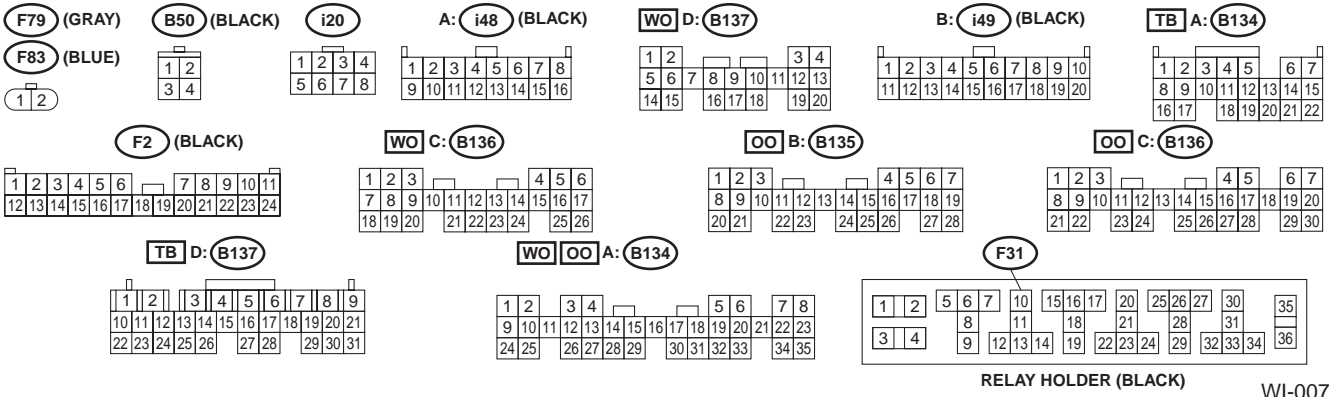 F79 (GRAY) B50 (BLACK) i20 A: i48 (BLACK) WO D: B137 B: i49 (BLACK) TB A: B134
F83 (BLUE)
1 2
1 2
3 4
1 2 3 4
5 6 7 8
1 2 3 4 5 6 7 8
9 10 11 12 13 14 15 16
1 2 3 4
5 6 7 8 9 10 11 12 13
14 15 16 17 18 19 20
1 2 3 4 5 6 7 8 9 10
11 12 13 14 15 16 17 18 19 20
1 2 3 4 5 6 7
8 9 10 11 12 13 14 15
16 17 18 19 20 21 22
F2 (BLACK) WO C: B136 OO B: B135 OO C: B136
1 2 3 4 5 6 7 8 9 10 11
12 13 14 15 16 17 18 19 20 21 22 23 24
1 2 3 4 5 6
7 8 9 10 11 12 13 14 15 16 17
18 19 20 21 22 23 24 25 26
1 2 3 4 5 6 7
8 9 10 11 12 13 14 15 16 17 18 19
20 21 22 23 24 25 26 27 28
1 2 3 4 5 6 7
8 9 10 11 12 13 14 15 16 17 18 19 20
21 22 23 24 25 26 27 28 29 30
TB D: B137 WO OO A: B134 F31
1 2 3 4 5 6 7 8 9
10 11 12 13 14 15 16 17 18 19 20 21
22 23 24 25 26 27 28 29 30 31
1 2 3 4 5 6 7 8
9 10 11 12 13 14 15 16 17 18 19 20 21 22 23
24 25 26 27 28 29 30 31 32 33 34 35
1 2 5 6 7 10 15 16 17 20 25 26 27 30 35
8 11 18 21 28 31
3 4 9 12 13 14 19 22 23 24 29 32 33 34 36
RELAY HOLDER (BLACK)
WI-007